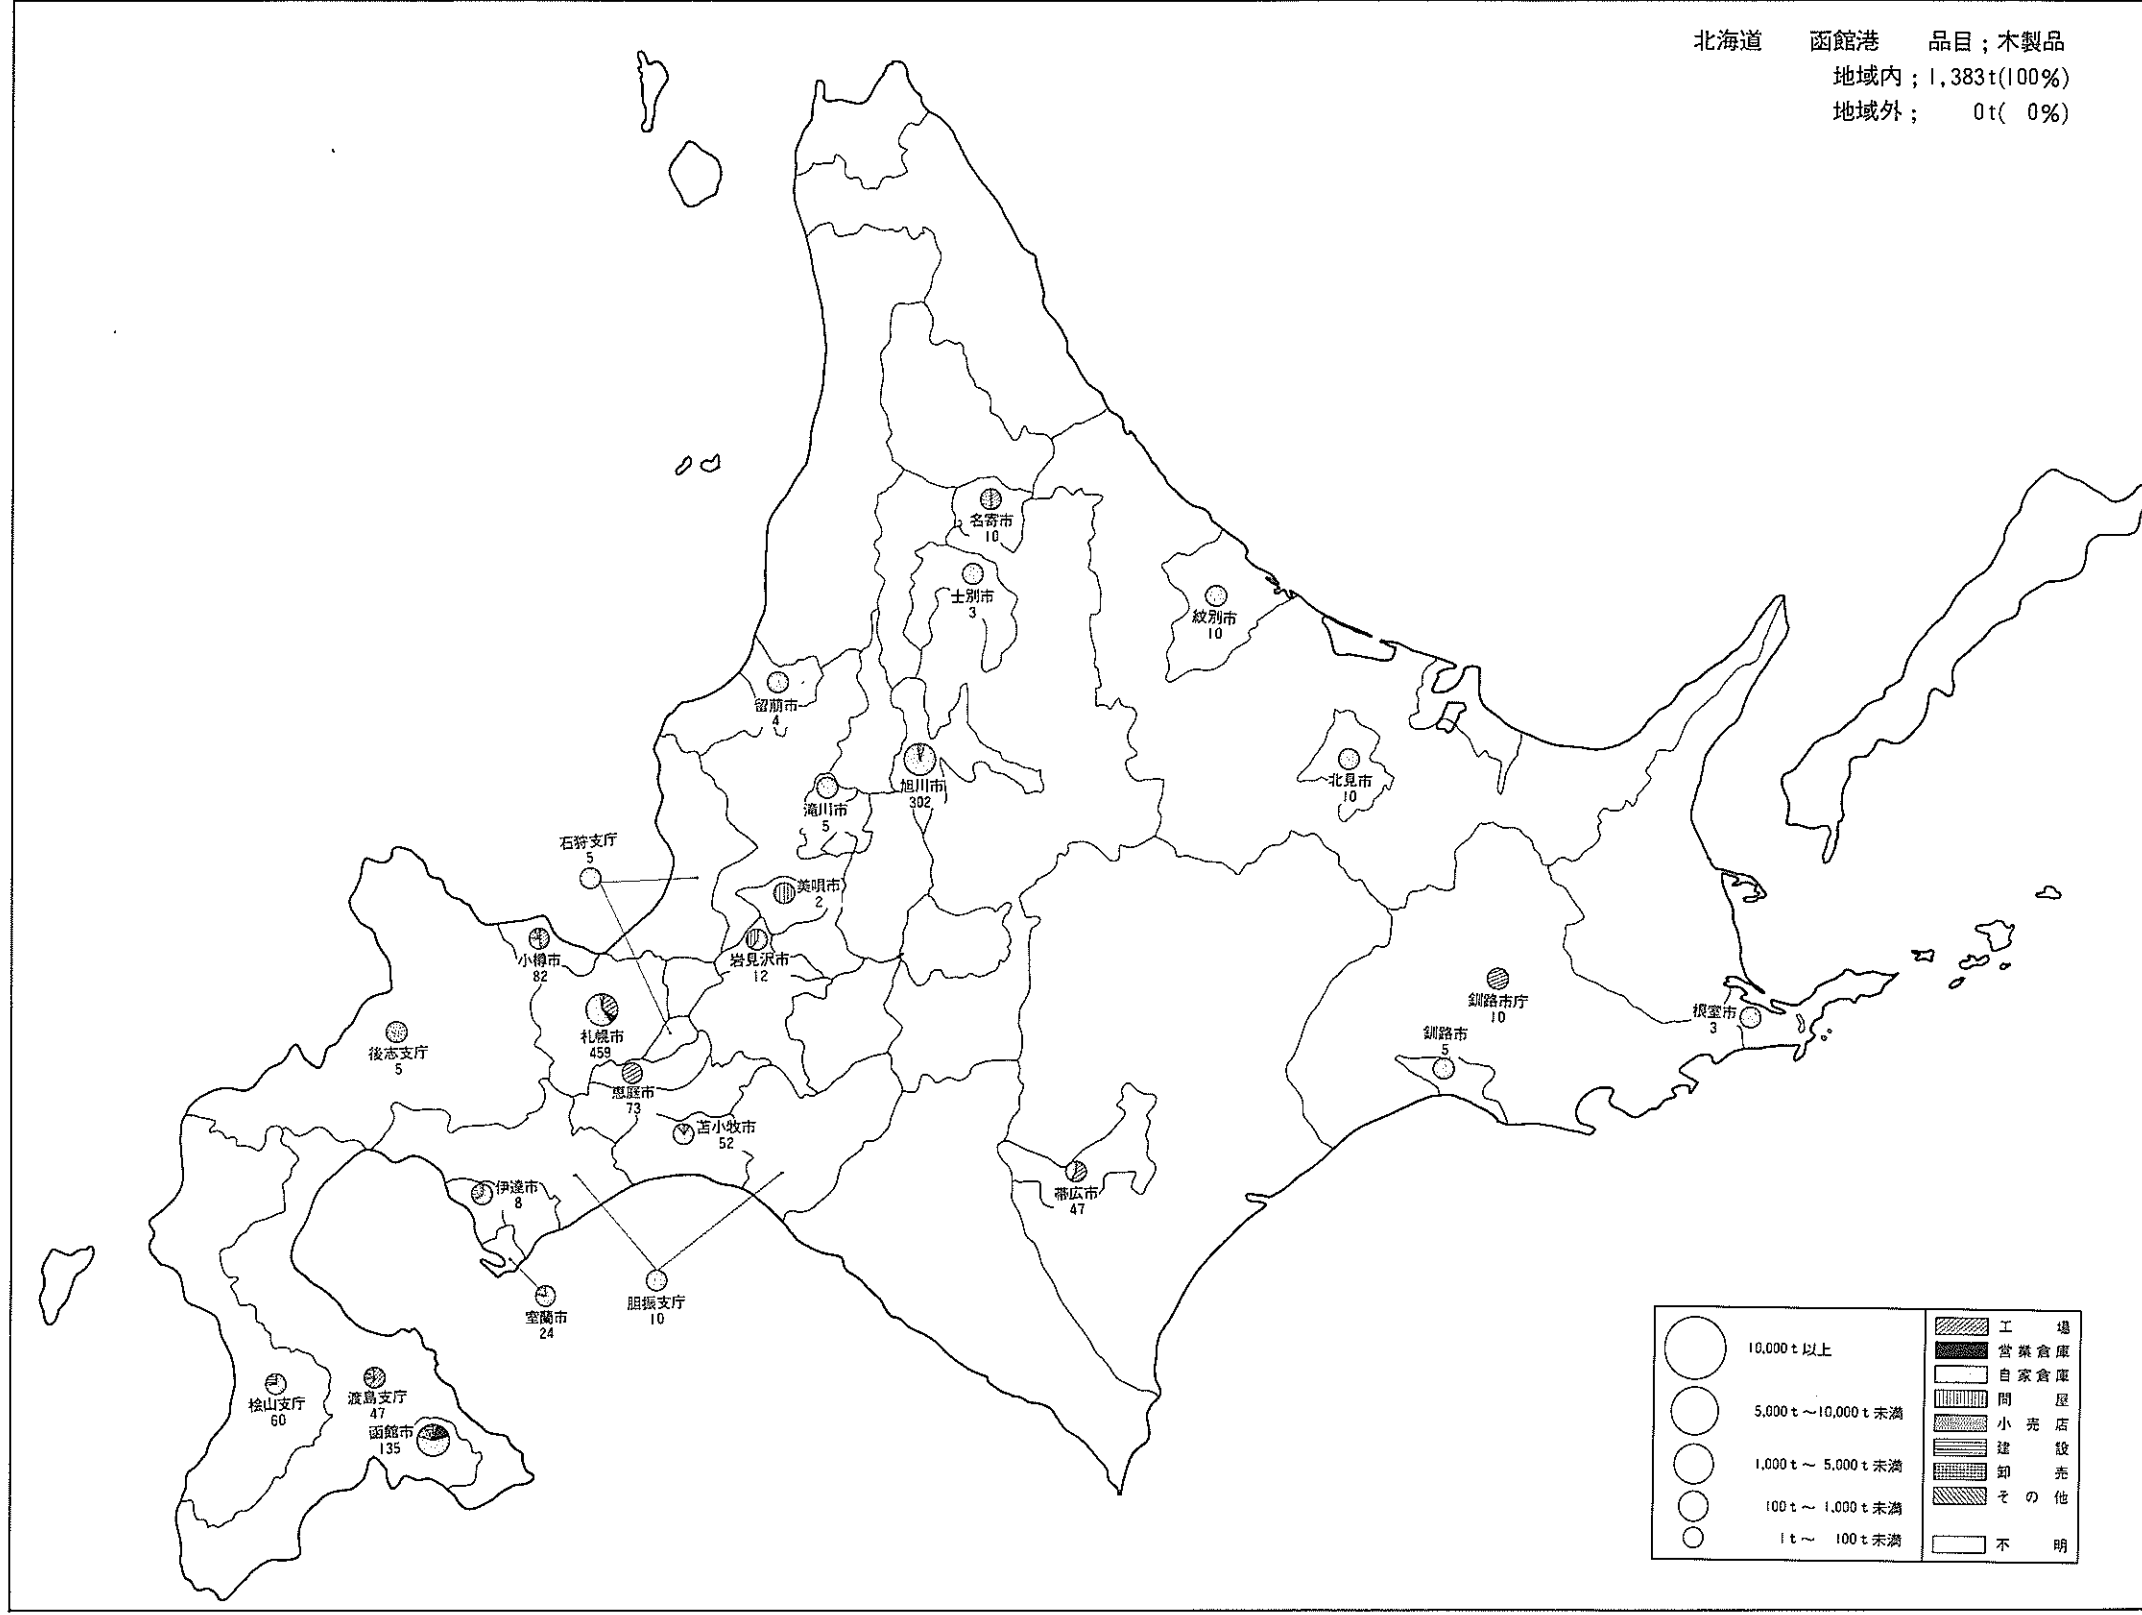 北海道 函館港 品目；木製品
地域内；1,383t(100%)
地域外； 0t( 0%)
名寄市
10
士別市
3
紋別市
10
留萠市
4
旭川市
302
北見市
10
滝川市
5
石狩支庁
5
美唄市
2
小樽市
82
岩見沢市
12
釧路市庁
10
根室市
3
札幌市
459
釧路市
5
後志支庁
5
恵庭市
73
苫小牧市
52
伊達市
8
帯広市
47
室蘭市
24
胆振支庁
10
桧山支庁
60
渡島支庁
47
函館市
135
10,000t以上
5,000t～10,000t未満
1,000t～5,000t未満
100t～1,000t未満
1t～ 100t未満
工場
営業倉庫
自家倉庫
問屋
小売店
建設
卸売
その他
不明